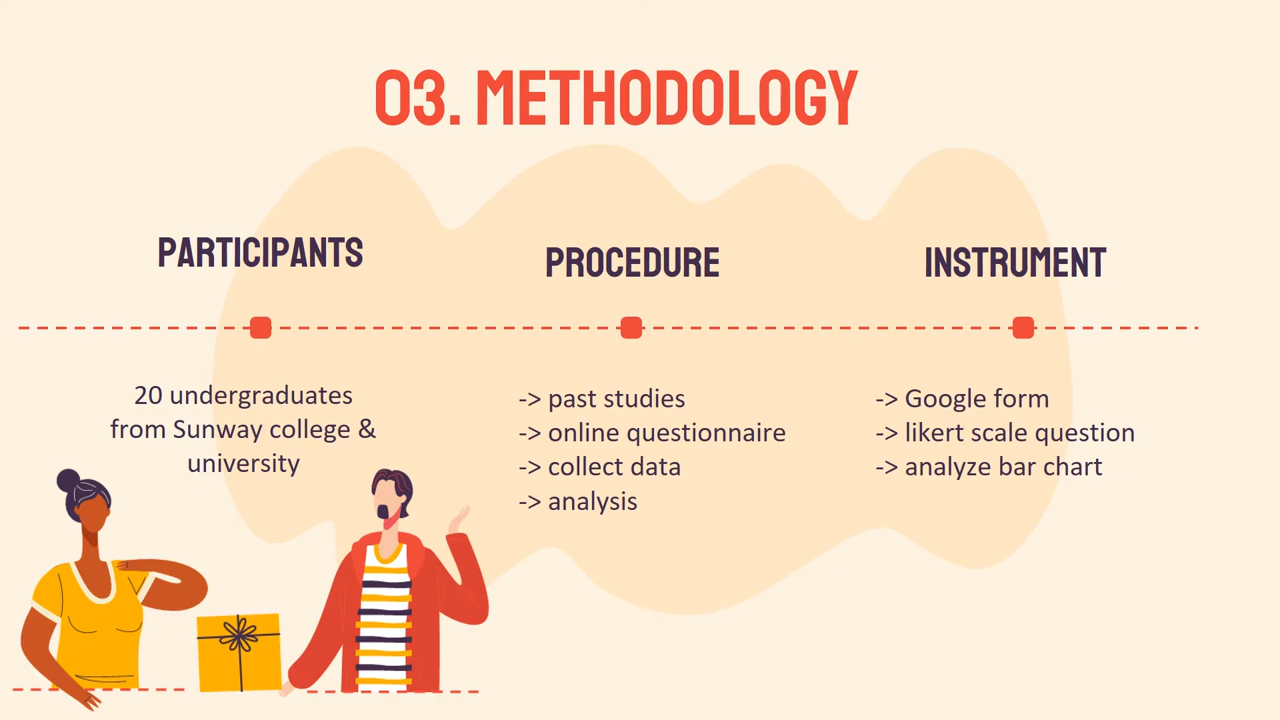 03. METHODOLOGY
PARTICIPANTS
20 undergraduates
from Sunway college &
university
PROCEDURE
-> past studies
-> online questionnaire
-> collect data
-> analysis
INSTRUMENT
-> Google form
-> likert scale question
-> analyze bar chart